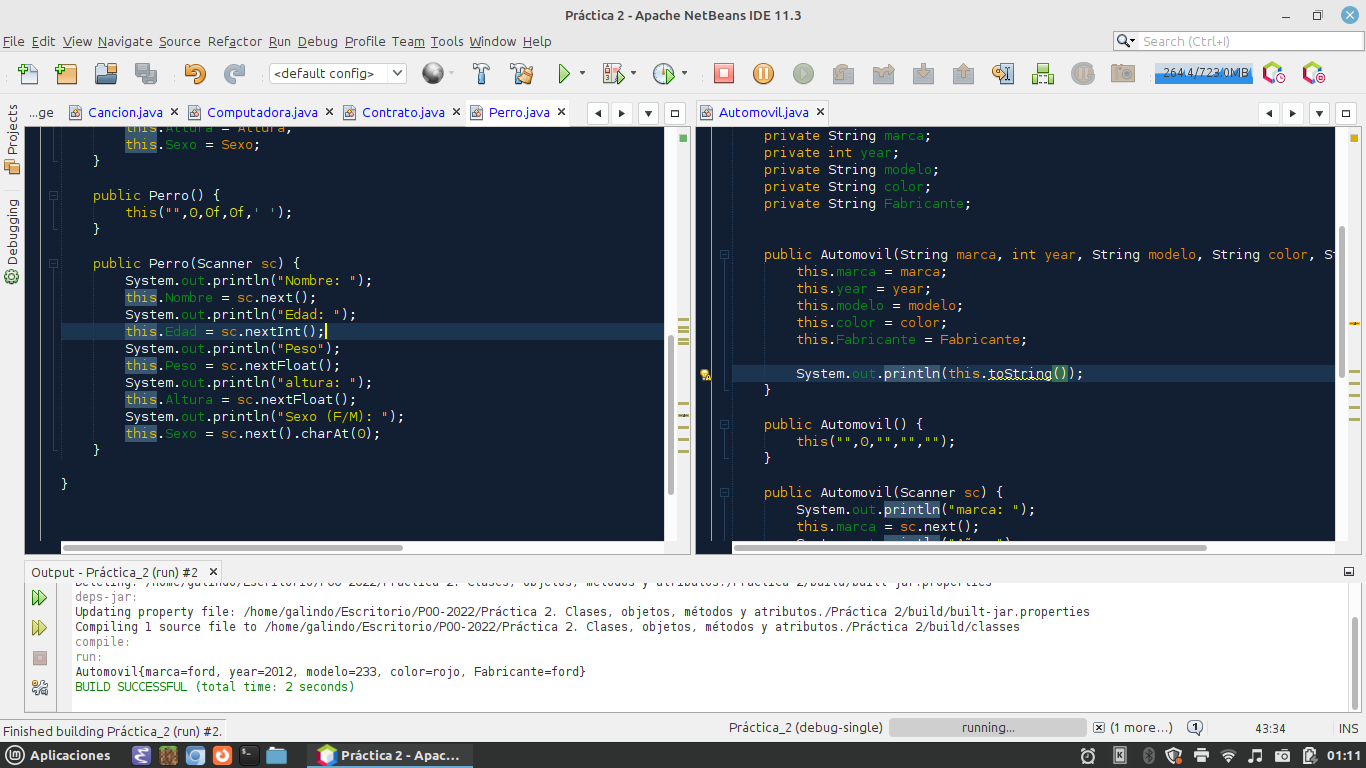 Práctica 2 - Apache NetBeans IDE 11.3
File Edit View Navigate Source Refactor Run Debug Profile Team Tools Window Help
Search (Ctrl+I)
<default config>
264.4/723.0MB
Projects
Debugging
...ge Cancion.java Computadora.java Contrato.java Perro.java
this.Altura = Altura;
this.Sexo = Sexo;
}
public Perro() {
this("",0,0f,0f,' ');
}
public Perro(Scanner sc) {
System.out.println("Nombre: ");
this.Nombre = sc.next();
System.out.println("Edad: ");
this.Edad = sc.nextInt();
System.out.println("Peso");
this.Peso = sc.nextFloat();
System.out.println("altura: ");
this.Altura = sc.nextFloat();
System.out.println("Sexo (F/M): ");
this.Sexo = sc.next().charAt(0);
}
}
Automovil.java
private String marca;
private int year;
private String modelo;
private String color;
private String Fabricante;
public Automovil(String marca, int year, String modelo, String color, S
this.marca = marca;
this.year = year;
this.modelo = modelo;
this.color = color;
this.Fabricante = Fabricante;
System.out.println(this.toString());
}
public Automovil() {
this("",0,"","","");
}
public Automovil(Scanner sc) {
System.out.println("marca: ");
this.marca = sc.next();
Output - Práctica_2 (run) #2
Deleting: /home/galindo/Escritorio/POO-2022/Práctica 2. Clases, objetos, métodos y atributos./Práctica 2/build/built-jar.properties
deps-jar:
Updating property file: /home/galindo/Escritorio/POO-2022/Práctica 2. Clases, objetos, métodos y atributos./Práctica 2/build/built-jar.properties
Compiling 1 source file to /home/galindo/Escritorio/POO-2022/Práctica 2. Clases, objetos, métodos y atributos./Práctica 2/build/classes
compile:
run:
Automovil{marca=ford, year=2012, modelo=233, color=rojo, Fabricante=ford}
BUILD SUCCESSFUL (total time: 2 seconds)
Finished building Práctica_2 (run) #2.
Práctica_2 (debug-single) running... (1 more...) 1 43:34 INS
Aplicaciones Práctica 2 - Apac... 01:11